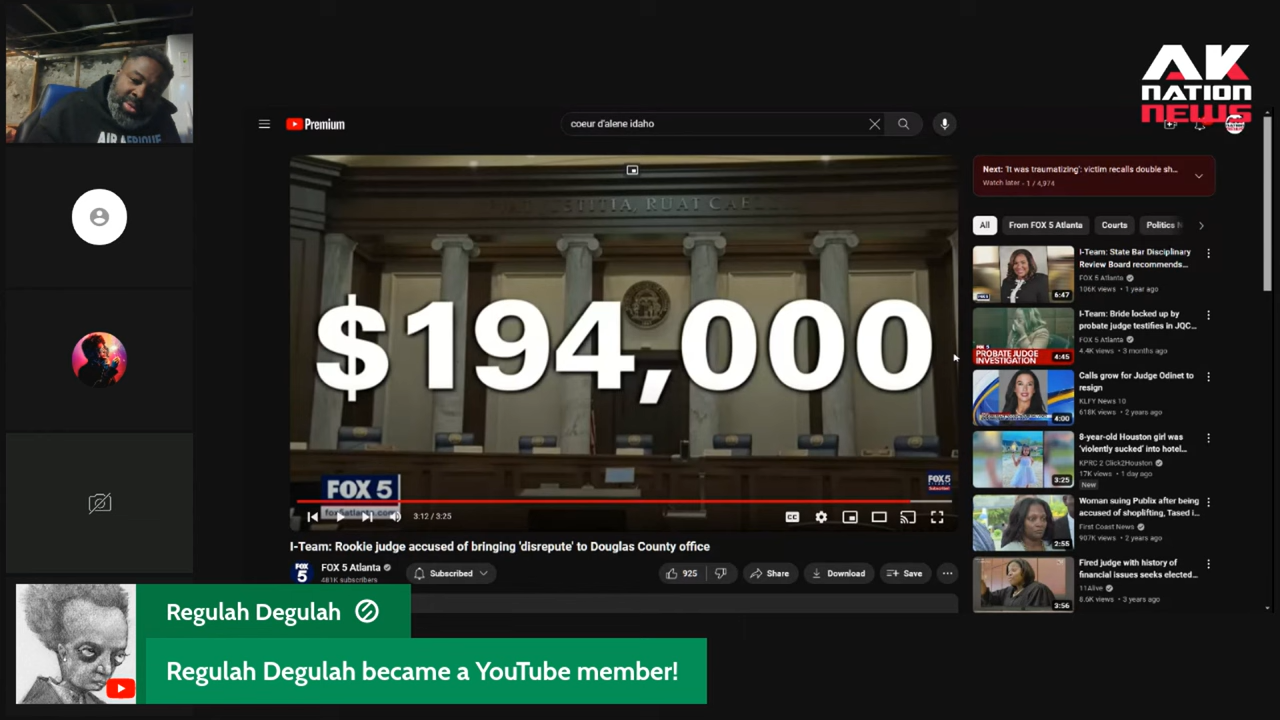 AK
NATION
NEWS
AIR AFRIQUE
Premium
coeur d'alene idaho
$194,000
FOX 5
3:12 / 3:25
CC
I-Team: Rookie judge accused of bringing 'disrepute' to Douglas County office
FOX 5 Atlanta
481K subscribers
Subscribed
925
Share
Download
Save
Next: 'It was traumatizing': victim recalls double sh...
Watch later - 1 / 4,974
All
From FOX 5 Atlanta
Courts
Politics N
I-Team: State Bar Disciplinary
Review Board recommends...
FOX 5 Atlanta
106K views • 1 year ago
6:47
I-Team: Bride locked up by
probate judge testifies in JQC...
FOX 5 Atlanta
4.4K views • 3 months ago
PROBATE JUDGE
INVESTIGATION
4:45
Calls grow for Judge Odinet to
resign
KLFY News 10
618K views • 2 years ago
4:00
8-year-old Houston girl was
'violently sucked' into hotel...
KPRC 2 Click2Houston
17K views • 1 day ago
New
3:25
Woman suing Publix after being
accused of shoplifting, Tased i...
First Coast News
907K views • 2 years ago
2:55
Fired judge with history of
financial issues seeks elected...
11Alive
8.6K views • 3 years ago
3:56
Regulah Degulah
Regulah Degulah became a YouTube member!